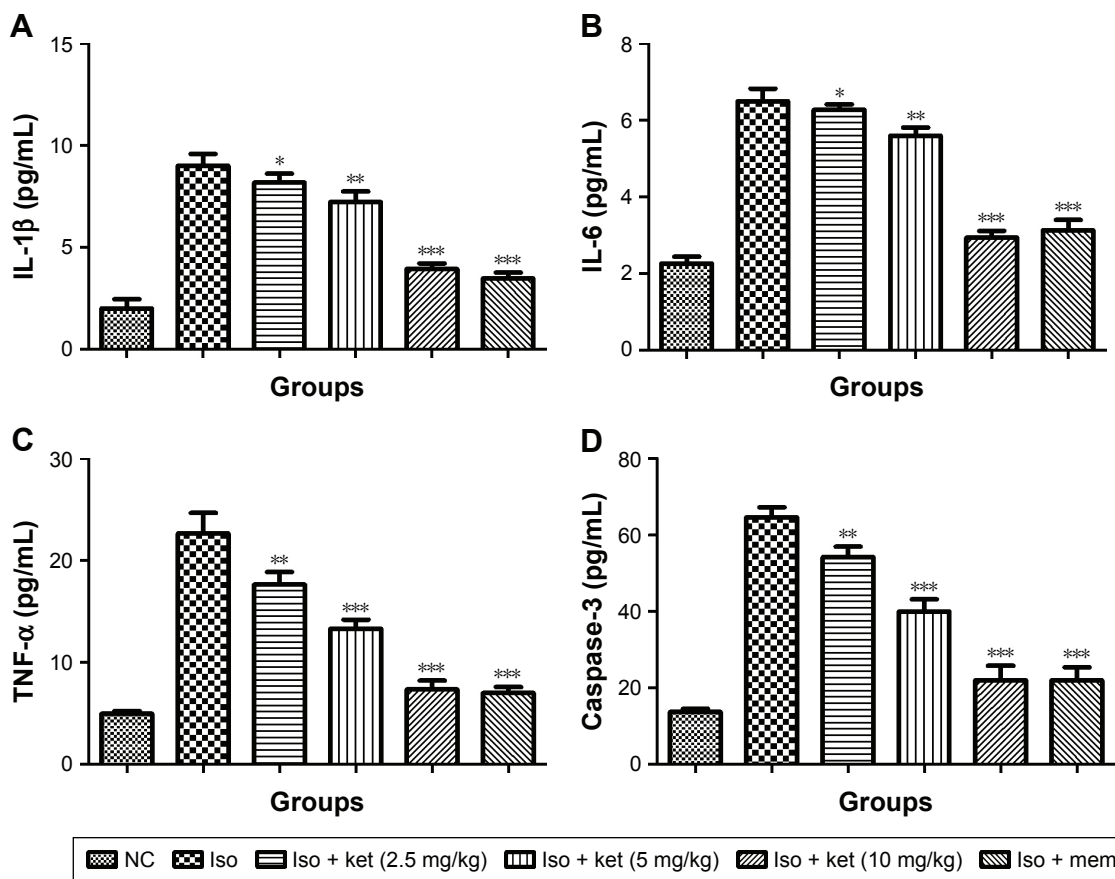 A
IL-1β (pg/mL)
15
10
5
0
*
**
***
***
Groups
B
IL-6 (pg/mL)
8
6
4
2
0
*
**
***
***
Groups
C
TNF-α (pg/mL)
30
20
10
0
**
***
***
***
Groups
D
Caspase-3 (pg/mL)
80
60
40
20
0
**
***
***
***
Groups
NC Iso Iso + ket (2.5 mg/kg) Iso + ket (5 mg/kg) Iso + ket (10 mg/kg) Iso + mem